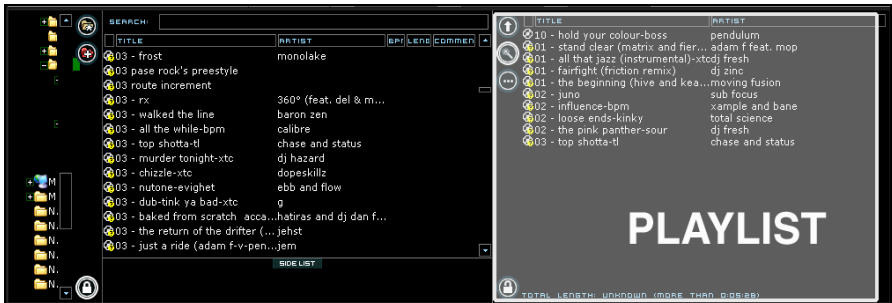 SEARCH:
TITLE ARTIST BPM LENG COMMEN
03 - frost monolake
03 pase rock's preestyle
03 route increment
03 - rx 360° (feat. del & m...
03 - walked the line baron zen
03 - all the while-bpm calibre
03 - top shotta-tl chase and status
03 - murder tonight-xtc dj hazard
03 - chizzle-xtc dopeskillz
03 - nutone-evighet ebb and flow
03 - dub-tink ya bad-xtc g
03 - baked from scratch acca...hatiras and dj dan f...
03 - the return of the drifter (... jehst
03 - just a ride (adam f-v-pen...jem
SIDE LIST
M
M
N.
N.
N.
N.
N.
N.
TITLE ARTIST
10 - hold your colour-boss pendulum
01 - stand clear (matrix and fier... adam f feat. mop
01 - all that jazz (instrumental)-xtcdj fresh
01 - fairfight (friction remix) dj zinc
01 - the beginning (hive and kea...moving fusion
02 - juno sub focus
02 - influence-bpm xample and bane
02 - loose ends-kinky total science
02 - the pink panther-sour dj fresh
03 - top shotta-tl chase and status
PLAYLIST
TOTAL LENGTH: UNKNOWN (MORE THAN 0:05:28)